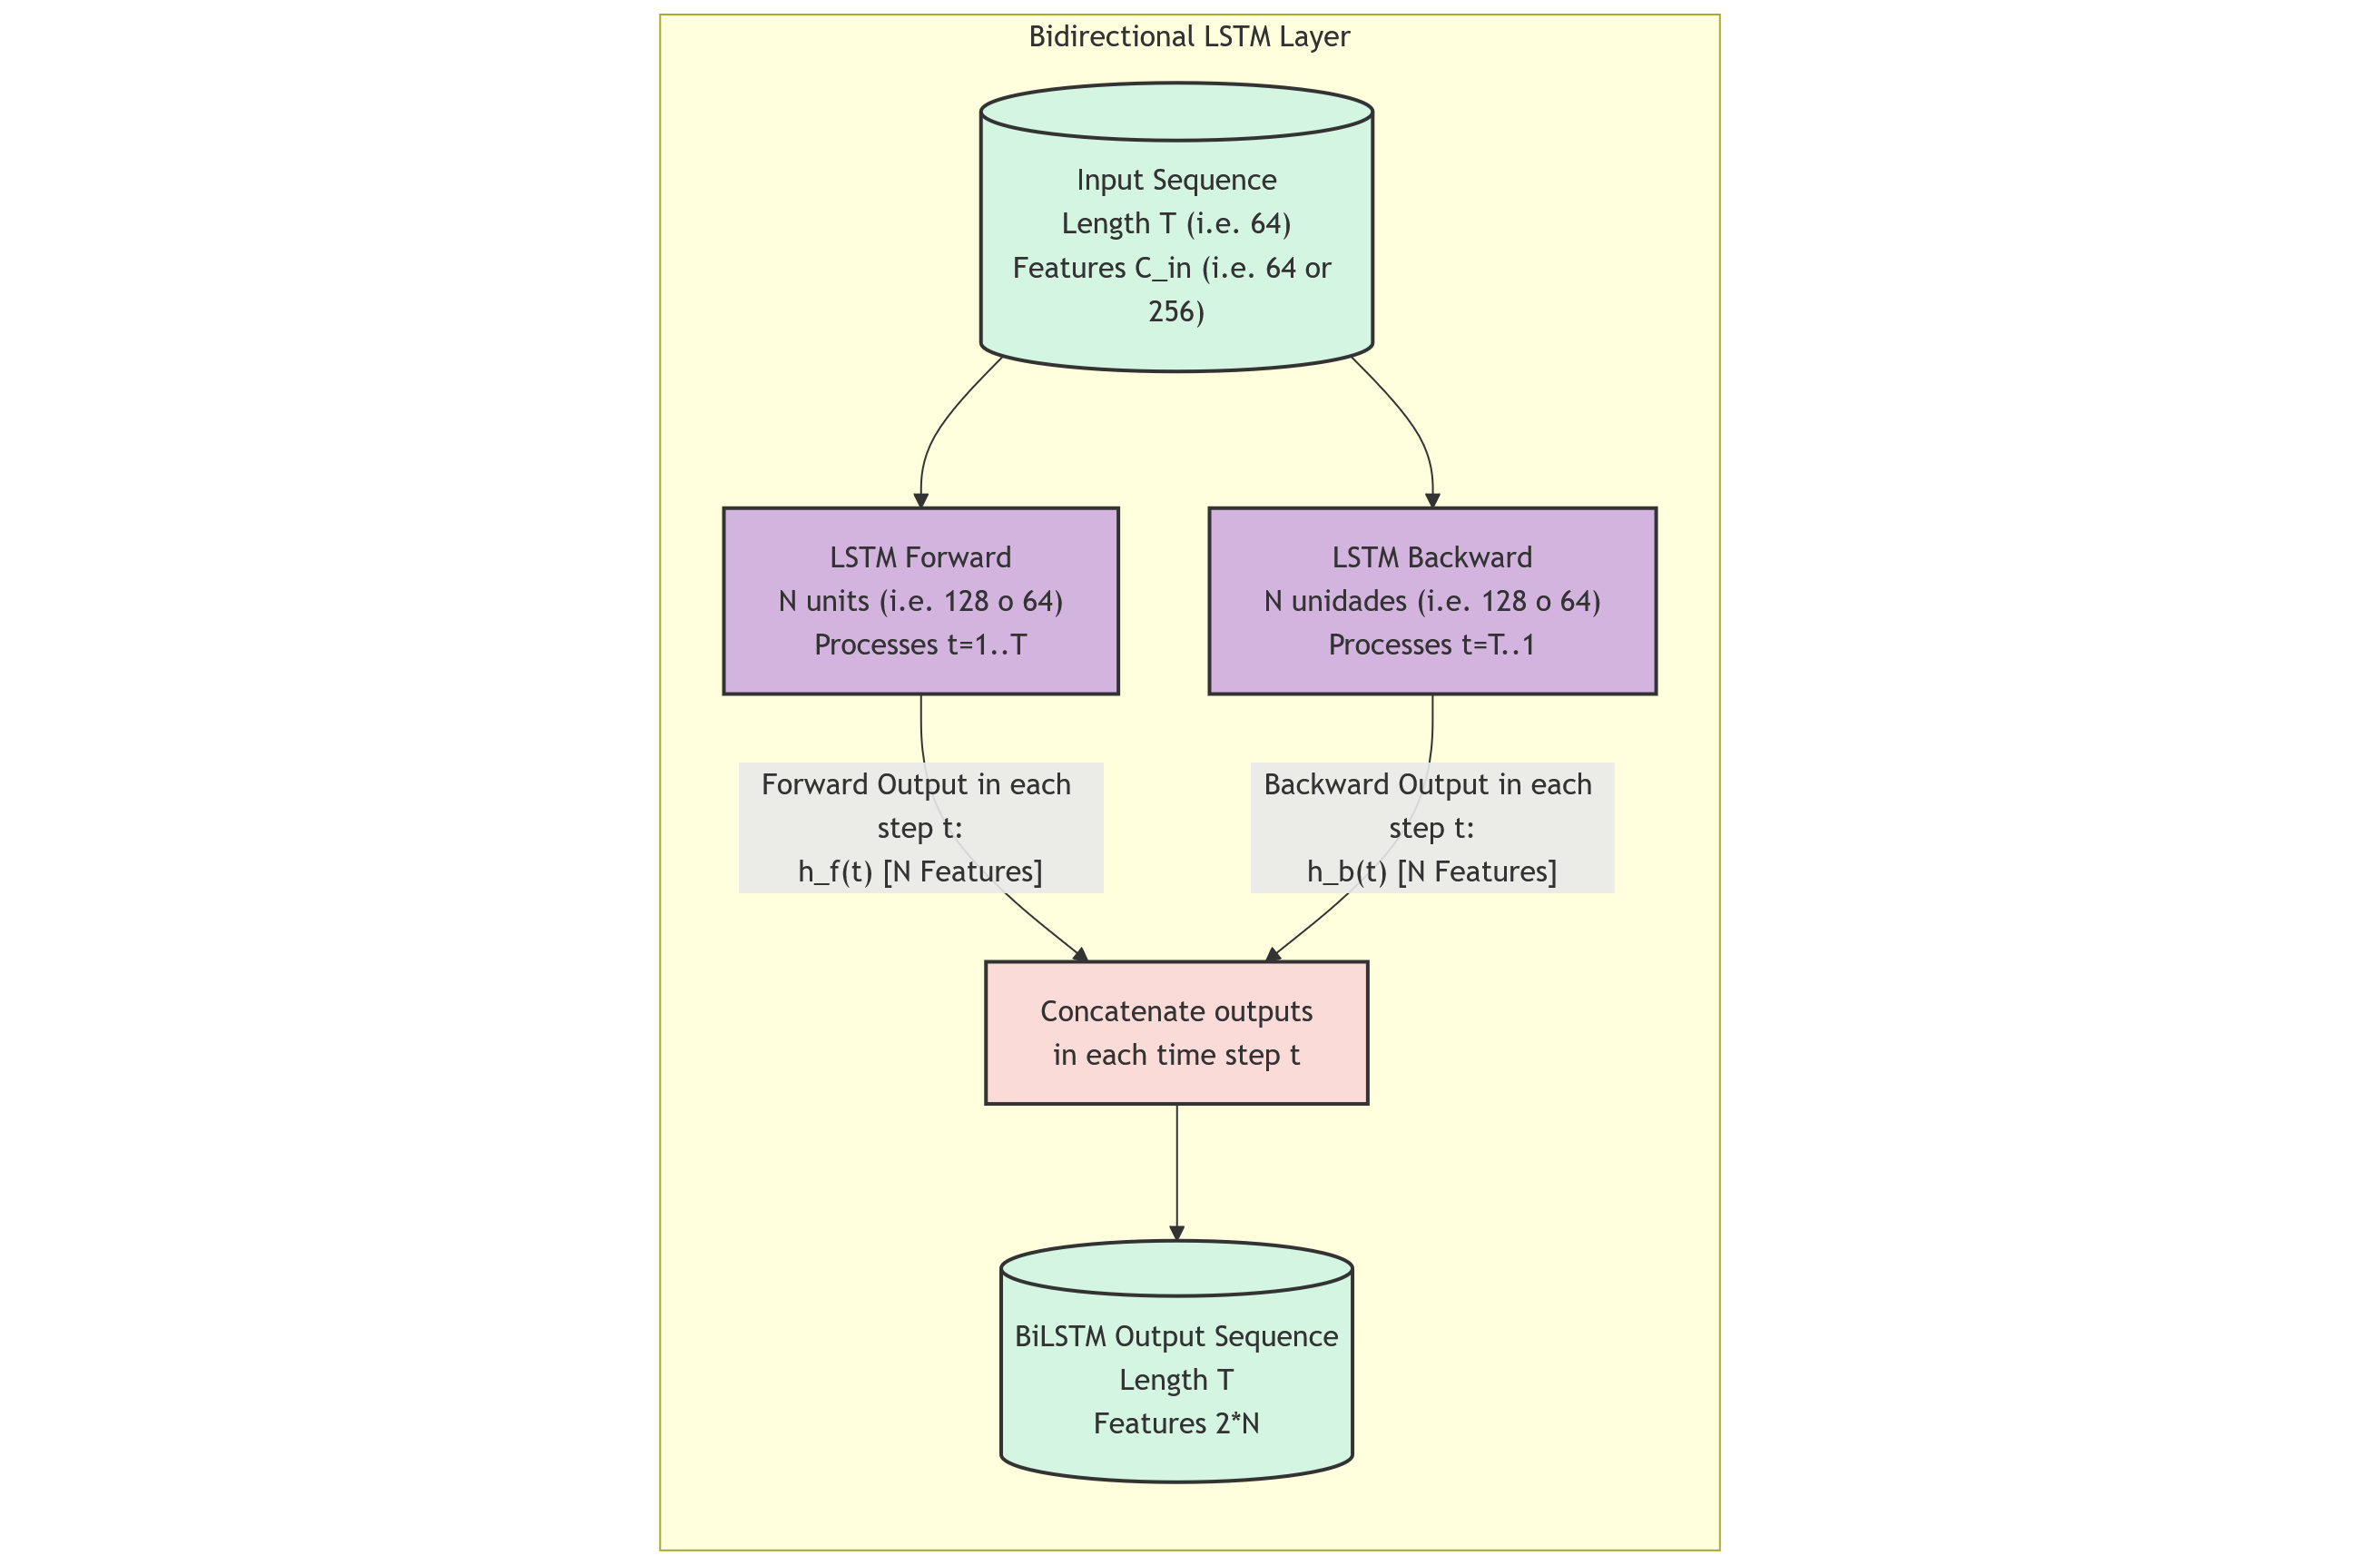 Bidirectional LSTM Layer
Input Sequence
Length T (i.e. 64)
Features C_in (i.e. 64 or
256)
LSTM Forward
N units (i.e. 128 o 64)
Processes t=1..T
LSTM Backward
N unidades (i.e. 128 o 64)
Processes t=T..1
Forward Output in each
step t:
h_f(t) [N Features]
Backward Output in each
step t:
h_b(t) [N Features]
Concatenate outputs
in each time step t
BiLSTM Output Sequence
Length T
Features 2*N